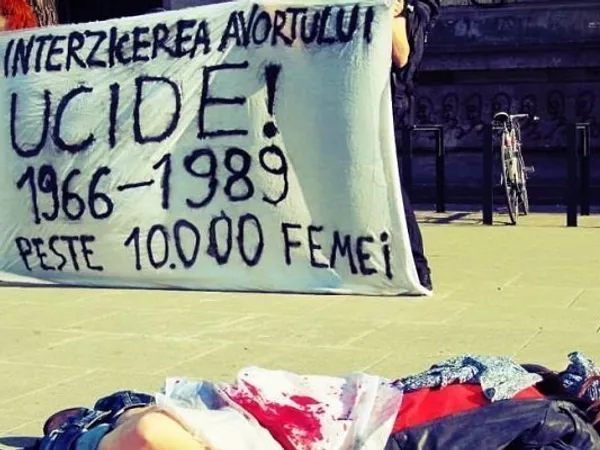 INTERZICEREA AVORTULUI
UCIDE!
1966-1989
PESTE 10.000 FEMEi